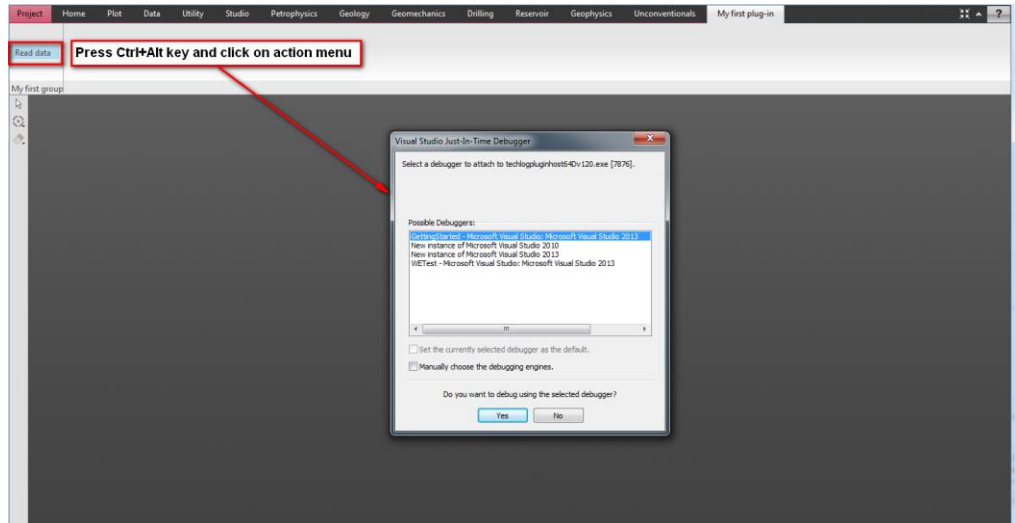 Project Home Plot Data Utility Studio Petrophysics Geology Geomechanics Drilling Reservoir Geophysics Unconventionals My first plug-in ?
Read data
Press Ctrl+Alt key and click on action menu
My first group
Visual Studio Just-In-Time Debugger
Select a debugger to attach to techlogpluginhost64Dv120.exe [7876].
Possible Debuggers:
GettingStarted - Microsoft Visual Studio: Microsoft Visual Studio 2013
New instance of Microsoft Visual Studio 2010
New instance of Microsoft Visual Studio 2013
WETest - Microsoft Visual Studio: Microsoft Visual Studio 2013
Set the currently selected debugger as the default.
Manually choose the debugging engines.
Do you want to debug using the selected debugger?
Yes No